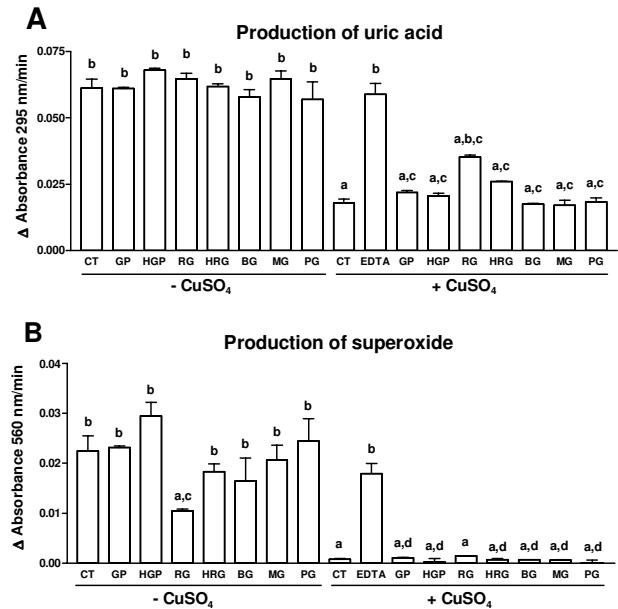 A
Production of uric acid
Δ Absorbance 295 nm/min
0.075
0.050
0.025
0.000
b b b b b b b b a b a,c a,c a,b,c a,c a,c a,c a,c
CT GP HGP RG HRG BG MG PG CT EDTA GP HGP RG HRG BG MG PG
- CuSO4 + CuSO4
B
Production of superoxide
Δ Absorbance 560 nm/min
0.04
0.03
0.02
0.01
0.00
b b b a,c b b b b a b a,d a,d a a,d a,d a,d a,d
CT GP HGP RG HRG BG MG PG CT EDTA GP HGP RG HRG BG MG PG
- CuSO4 + CuSO4